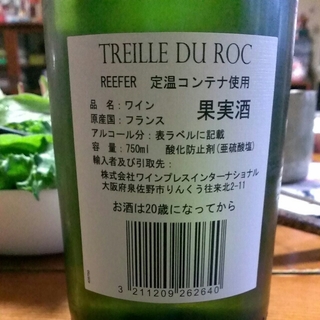 TREILLE DU ROC
REEFER 定温コンテナ使用
品 名：ワイン 果実酒
原産国：フランス
アルコール分：表ラベルに記載
容 量：750ml 酸化防止剤(亜硫酸塩)
輸入者及び引取先：
株式会社ワインプレスインターナショナル
大阪府泉佐野市りんくう往来北2-11
お酒は20歳になってから
3 211209 262640